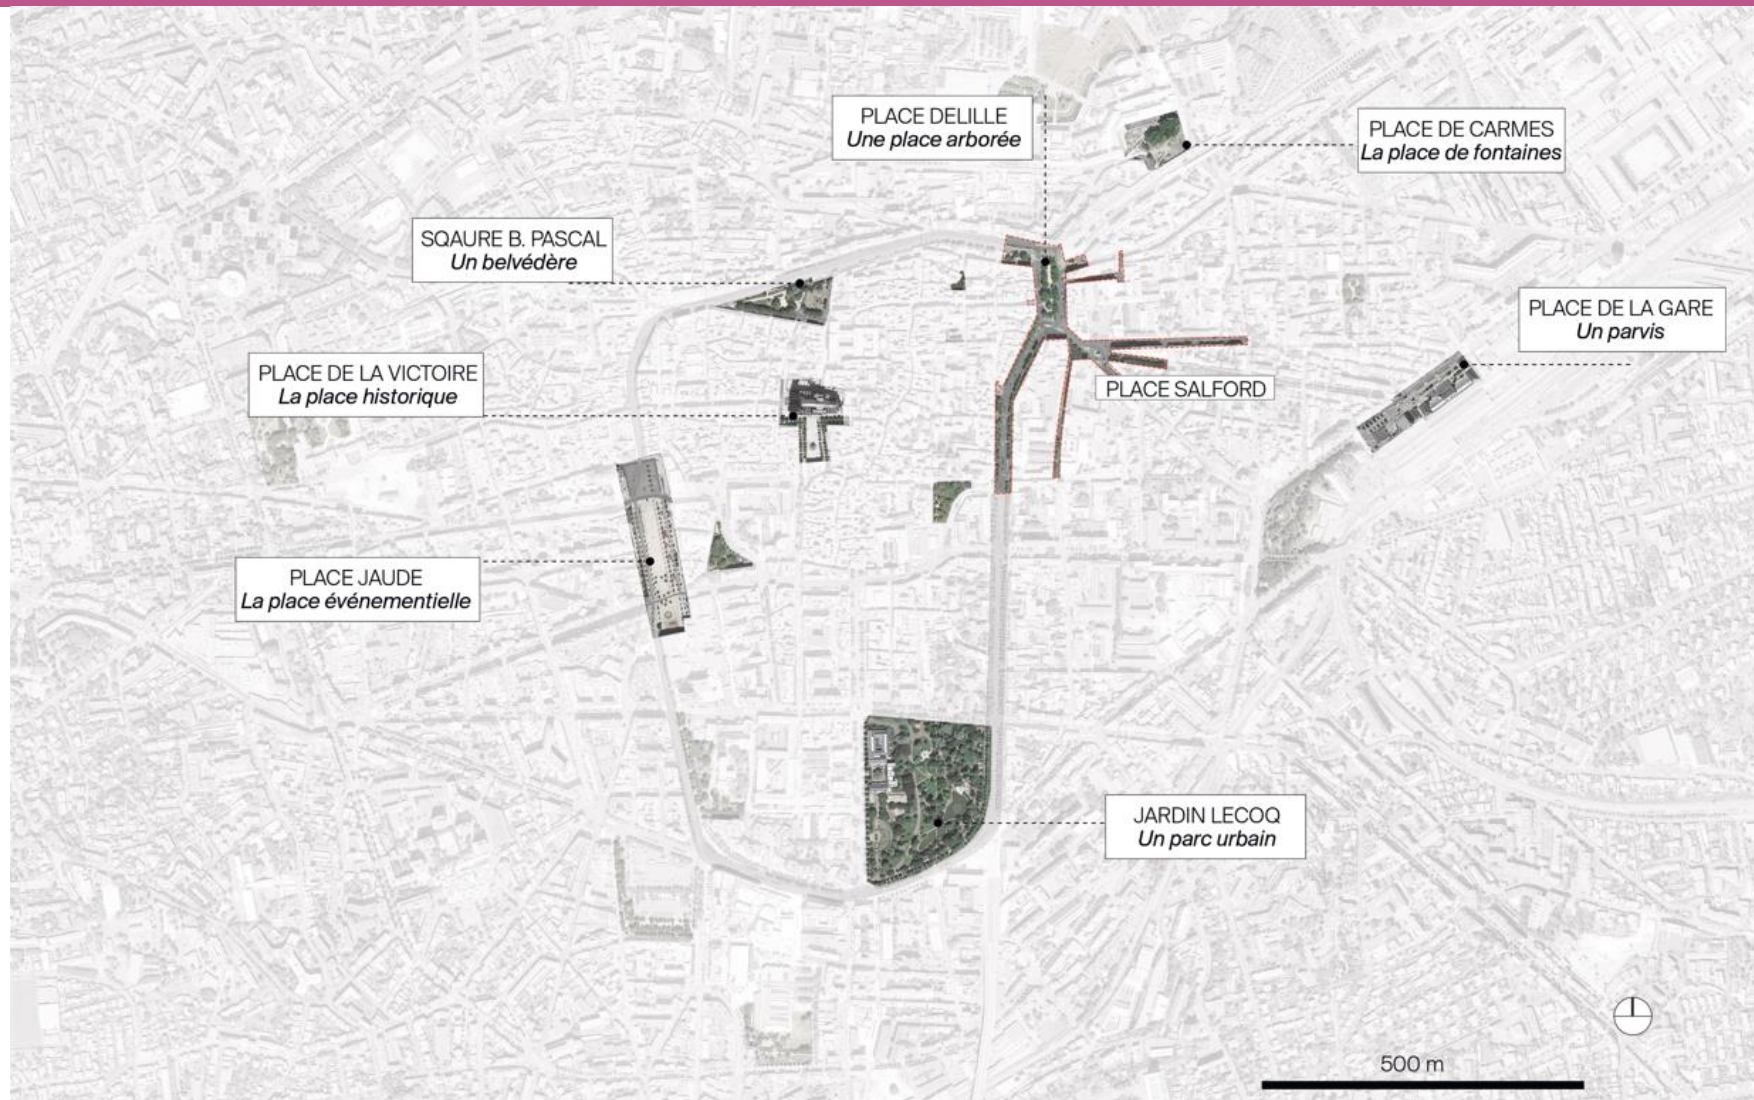 PLACE DELILLE
Une place arborée
PLACE DE CARMES
La place de fontaines
SQAURE B. PASCAL
Un belvédère
PLACE DE LA GARE
Un parvis
PLACE DE LA VICTOIRE
La place historique
PLACE SALFORD
PLACE JAUDE
La place événementielle
JARDIN LECOQ
Un parc urbain
500 m